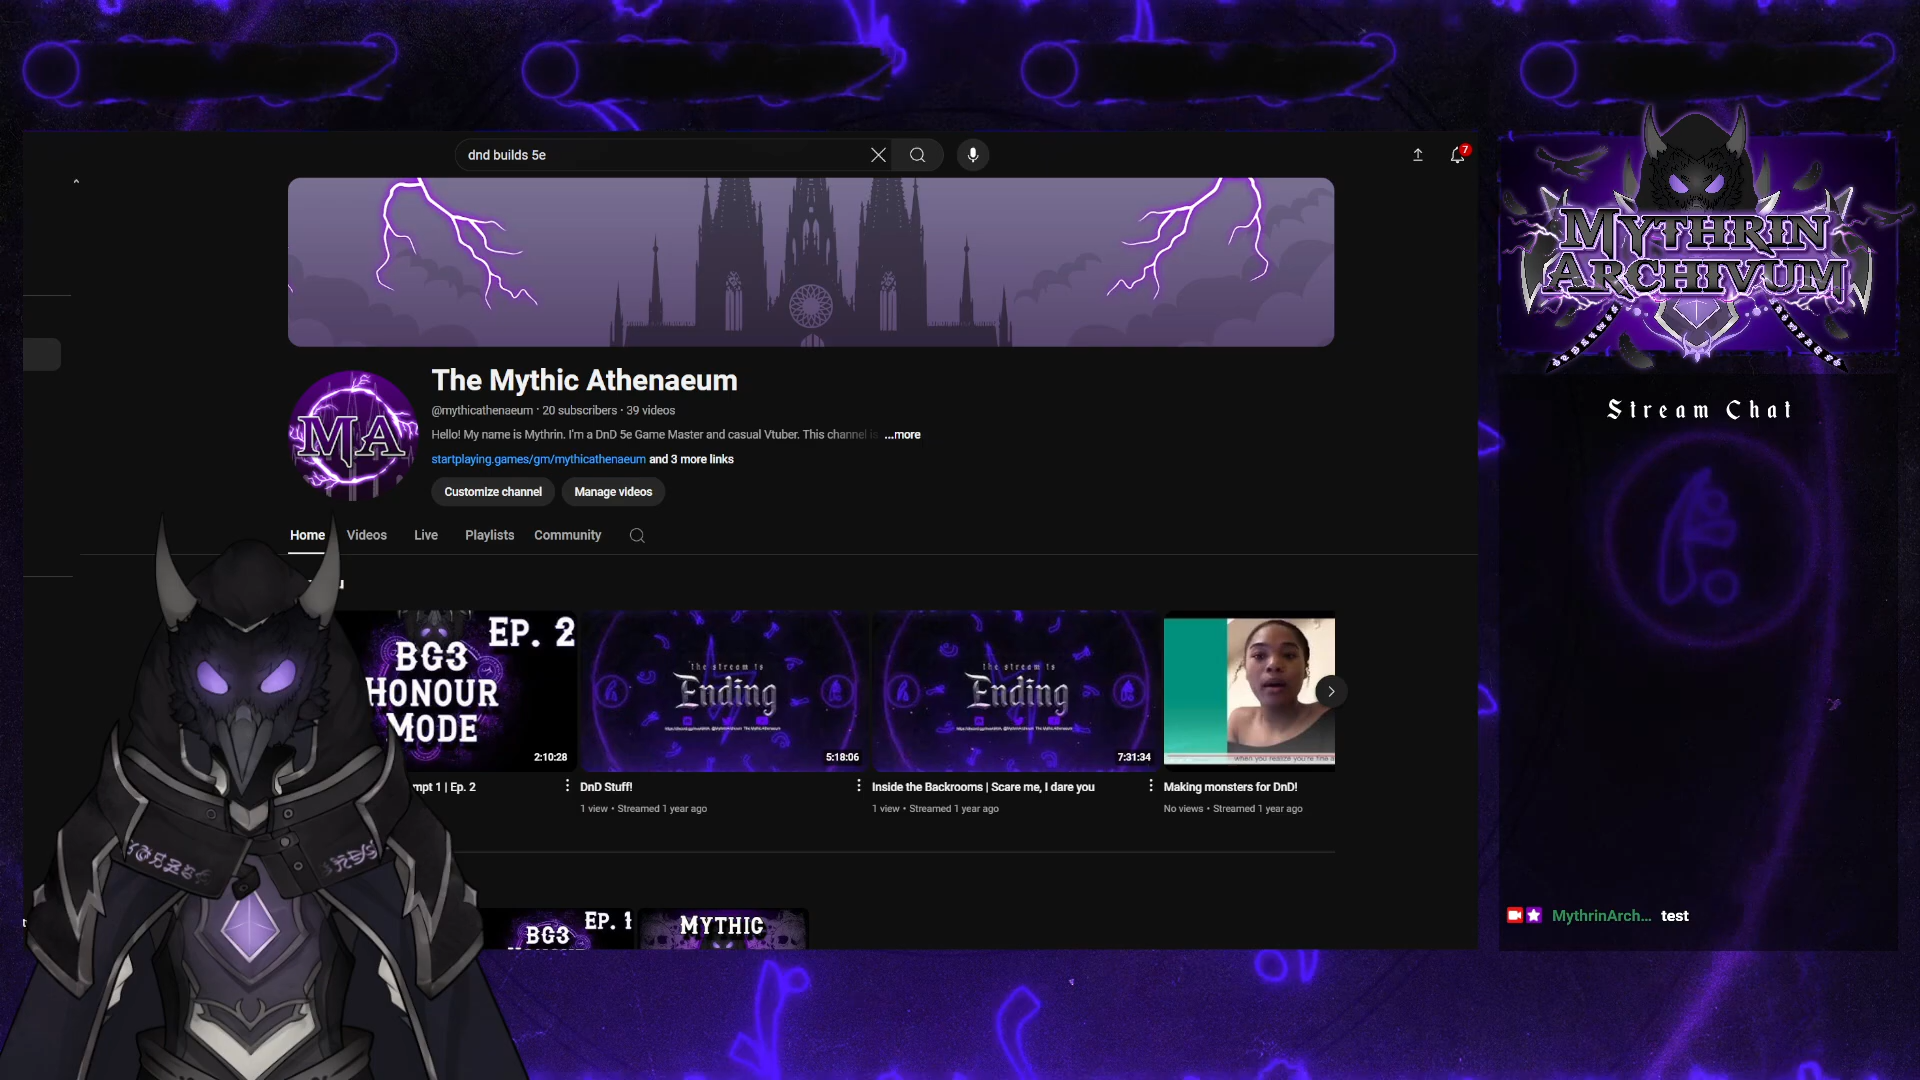 dnd builds 5e
7
MYTHRIN
ARCHIVUM
The Mythic Athenaeum
@mythicathenaeum · 20 subscribers · 39 videos
Hello! My name is Mythrin. I'm a DnD 5e Game Master and casual Vtuber. This channel is ...more
startplaying.games/gm/mythicathenaeum and 3 more links
Customize channel
Manage videos
MA
Home
Videos
Live
Playlists
Community
Stream Chat
EP. 2
BG3
HONOUR
MODE
2:10:28
the stream is
Ending
5:18:06
the stream is
Ending
7:31:34
mpt 1 | Ep. 2
DnD Stuff!
1 view · Streamed 1 year ago
Inside the Backrooms | Scare me, I dare you
1 view · Streamed 1 year ago
Making monsters for DnD!
No views · Streamed 1 year ago
EP. 1
BG3
MYTHIC
MythrinArch... test